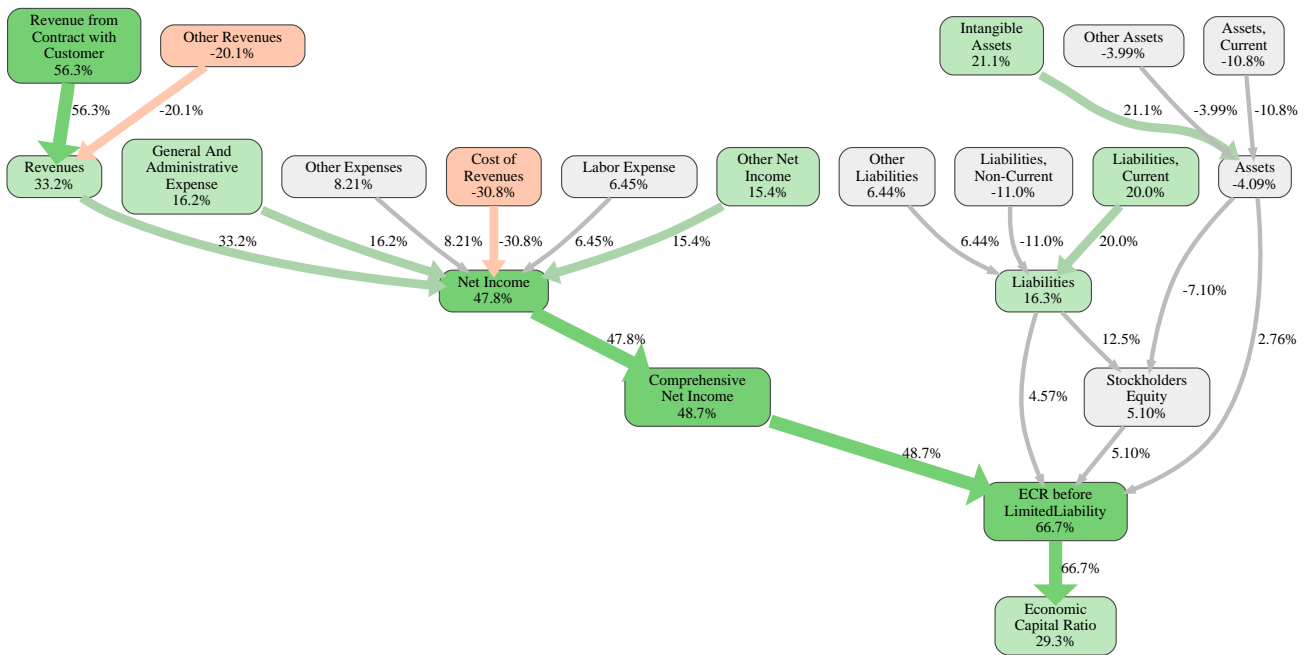 Revenue from
Contract with
Customer
56.3%
Other Revenues
-20.1%
Intangible
Assets
21.1%
Other Assets
-3.99%
Assets,
Current
-10.8%
56.3%
-20.1%
21.1%
-3.99%
-10.8%
Revenues
33.2%
General And
Administrative
Expense
16.2%
Other Expenses
8.21%
Cost of
Revenues
-30.8%
Labor Expense
6.45%
Other Net
Income
15.4%
Other
Liabilities
6.44%
Liabilities,
Non-Current
-11.0%
Liabilities,
Current
20.0%
Assets
-4.09%
33.2%
16.2%
8.21%
-30.8%
6.45%
15.4%
6.44%
-11.0%
20.0%
Net Income
47.8%
Liabilities
16.3%
-7.10%
47.8%
12.5%
2.76%
Comprehensive
Net Income
48.7%
4.57%
Stockholders
Equity
5.10%
48.7%
5.10%
ECR before
LimitedLiability
66.7%
66.7%
Economic
Capital Ratio
29.3%